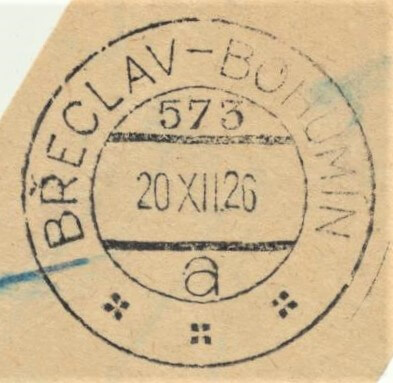 BŘECLAV-BOHUMÍN
573
20 XII.26
a